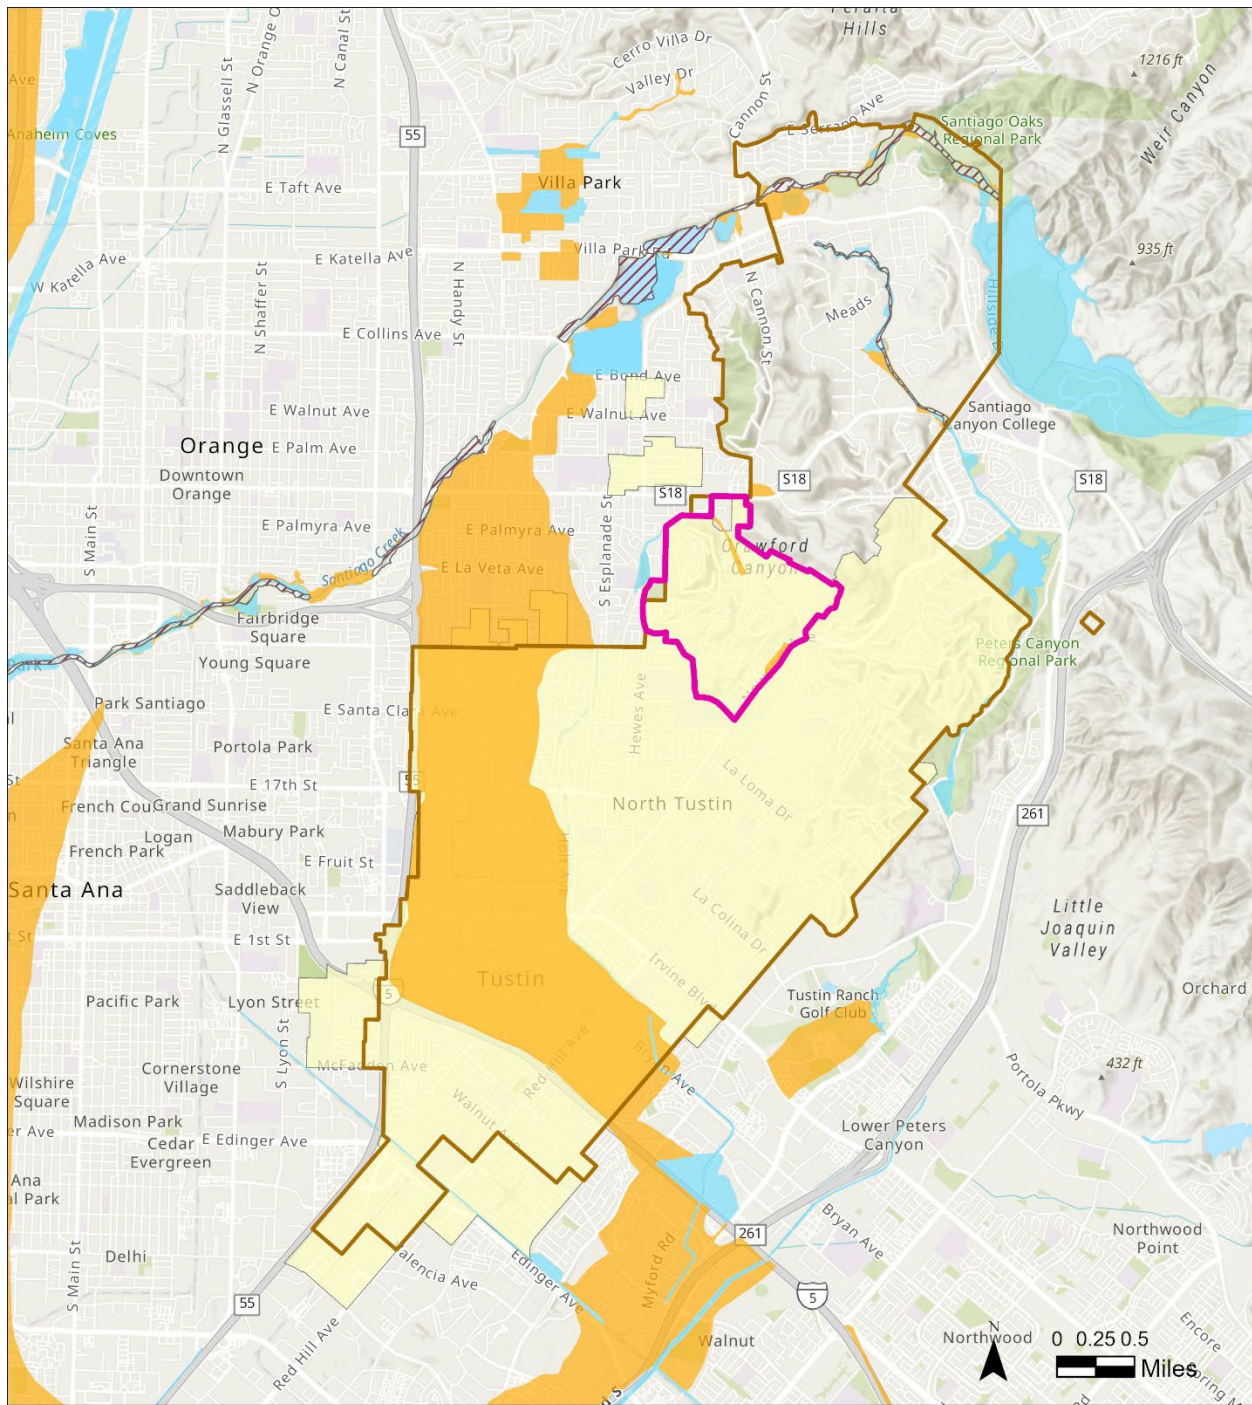 Peralta
Hills
Cerro Villa Dr
Valley Dr
N Orange O
N Canal St
N Glassell St
Cannon St
1216 ft
Ave
Anaheim Coves
55
E Serrano Ave
Santiago Oaks
Regional Park
Weir Canyon
E Taft Ave
Villa Park
W Katella Ave
E Katella Ave
Villa Park Rd
935 ft
N Shaffer St
N Handy St
N Cannon St
Meads
Hillside D
E Collins Ave
E Bond Ave
E Walnut Ave
E Walnut Ave
Santiago
Canyon College
Orange
E Palm Ave
Downtown
Orange
S18
S18
S18
S Main St
E Palmyra Ave
E Palmyra Ave
S Esplanade St
Crawford
Canyon
Santiago Creek
E La Veta Ave
Fairbridge
Square
Peters Canyon
Regional Park
Park
Young Square
Park Santiago
E Santa Clara Ave
Hewes Ave
Santa Ana
Triangle
Portola Park
E 17th St
55
La Loma Dr
North Tustin
French Cou
Grand Sunrise
Logan
Mabury Park
261
French Park
E Fruit St
Holt Ave
Santa Ana
Saddleback
View
La Colina Dr
Little
Joaquin
Valley
E 1st St
Irvine Blvd
Tustin
5
Pacific Park
Lyon Street
Tustin Ranch
Golf Club
Orchard
S Lyon St
McFadden Ave
Red Hill Ave
Bryan Ave
432 ft
Portola Pkwy
Wilshire
Square
Cornerstone
Village
Walnut Ave
Madison Park
er Ave
Cedar
Evergreen
E Edinger Ave
Lower Peters
Canyon
Ana
al Park
Delhi
S Main St
Valencia Ave
Edinger Ave
Myford Rd
261
Bryan Ave
Northwood
Point
55
5
Red Hill Ave
Walnut
Northwood
Encore
N
0 0.25 0.5
Miles